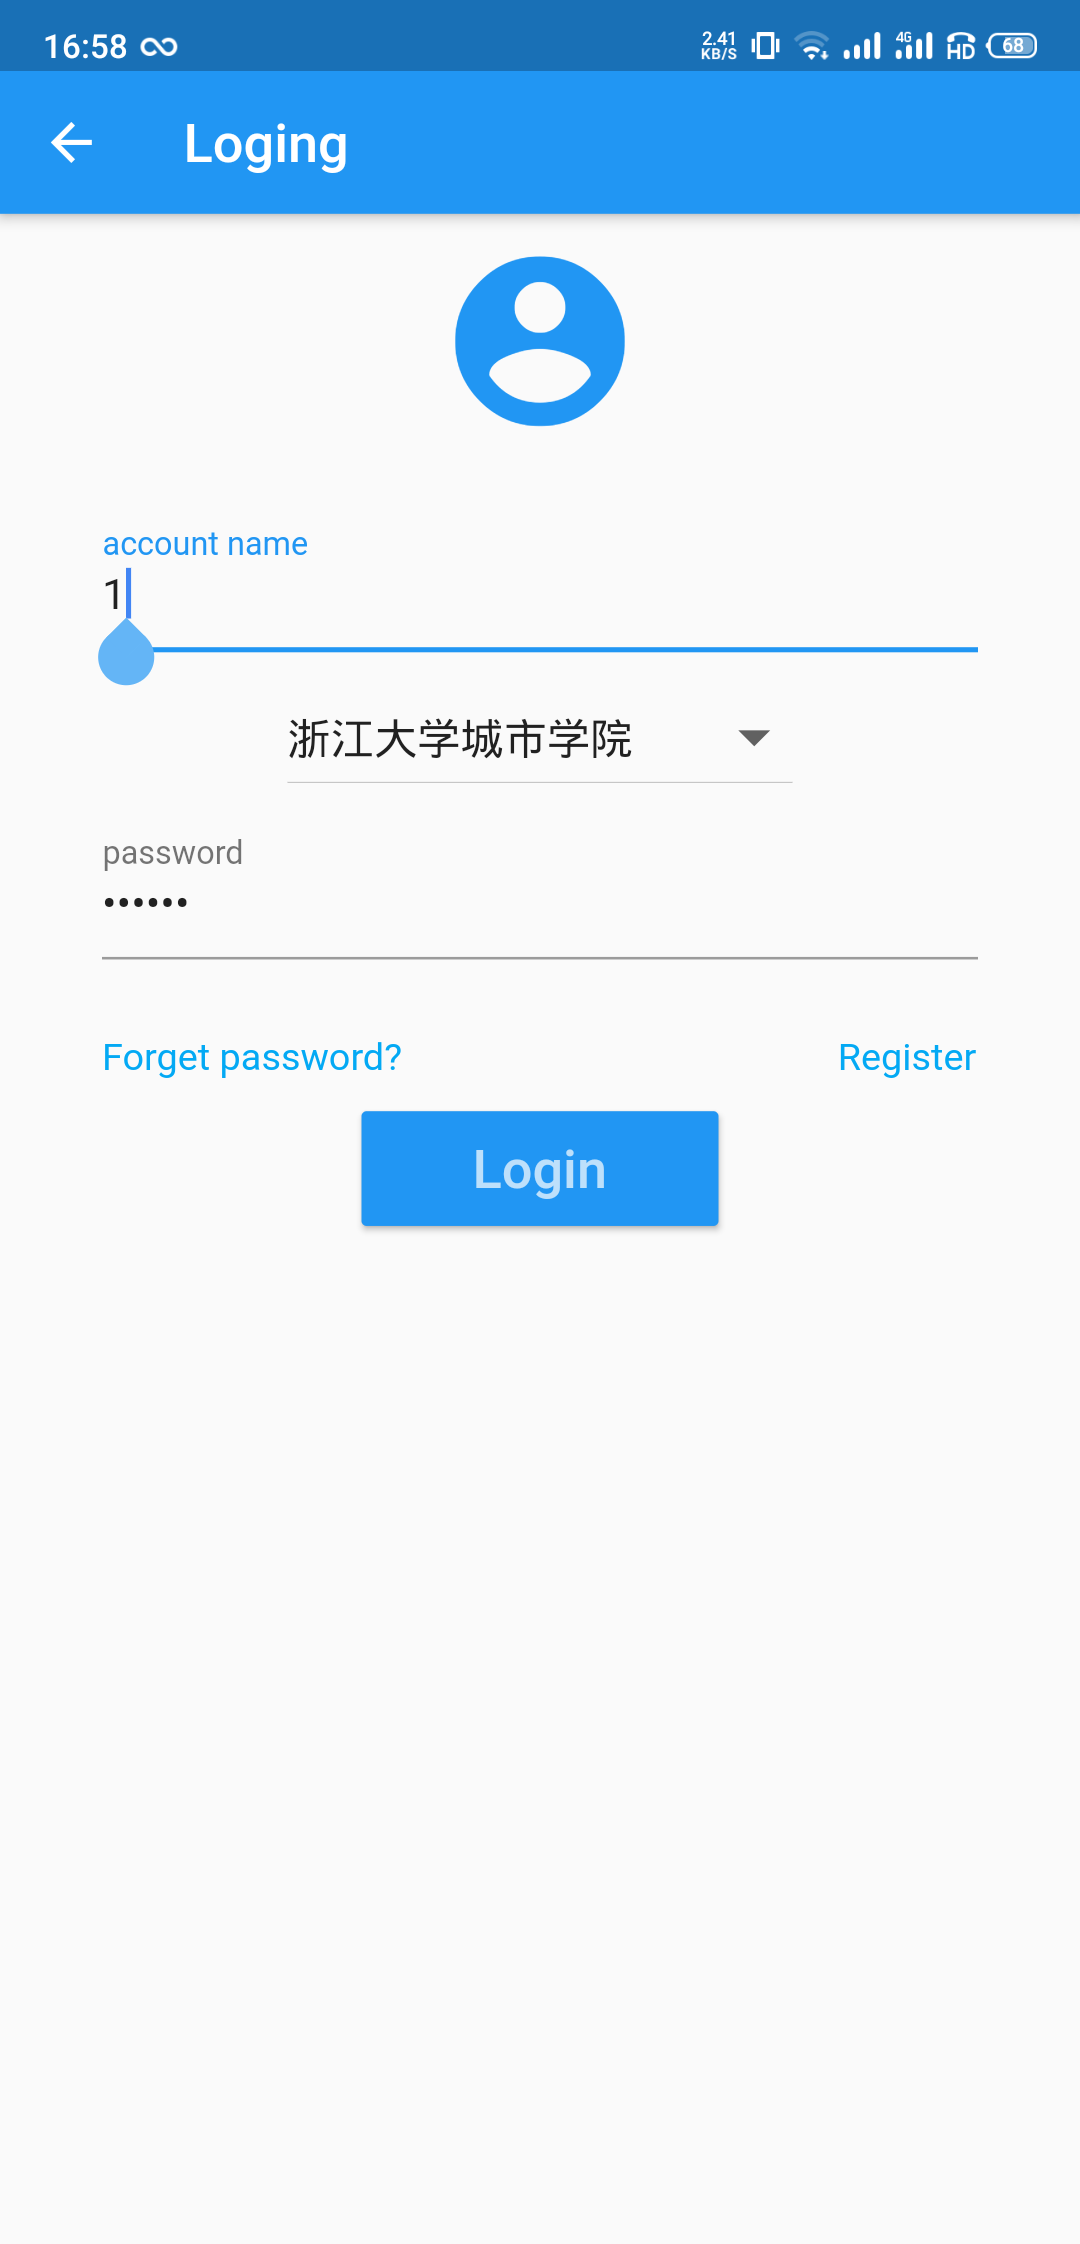 16:58
2.41 KB/S 4G HD 68
Loging
account name
1
浙江大学城市学院
password
••••••
Forget password? Register
Login